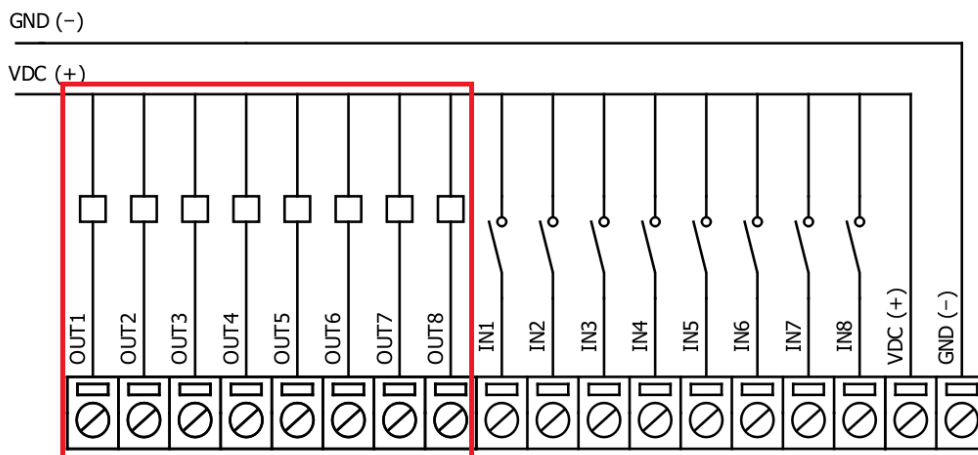 GND (−)
VDC (+)
OUT1
OUT2
OUT3
OUT4
OUT5
OUT6
OUT7
OUT8
IN1
IN2
IN3
IN4
IN5
IN6
IN7
IN8
VDC (+)
GND (−)